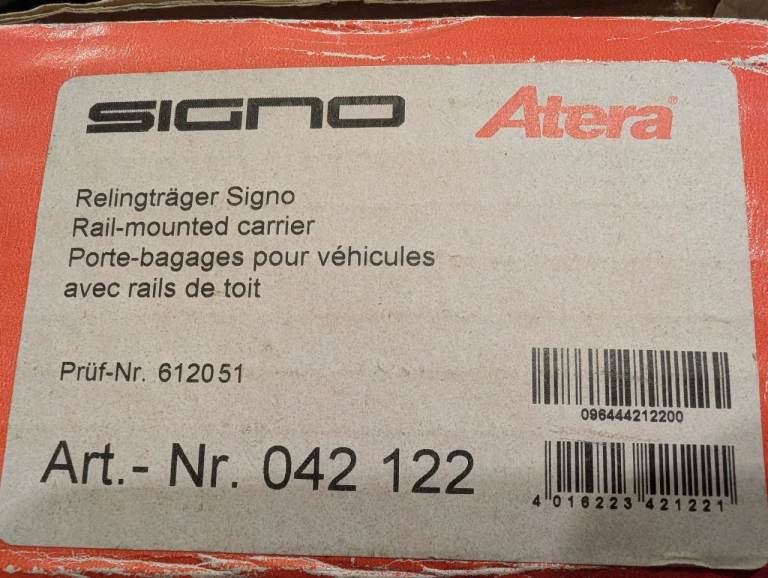 SIGNO Atera®
Relingträger Signo
Rail-mounted carrier
Porte-bagages pour véhicules
avec rails de toit
Prüf-Nr. 612051
096444212200
Art.- Nr. 042 122
4 016223 421221